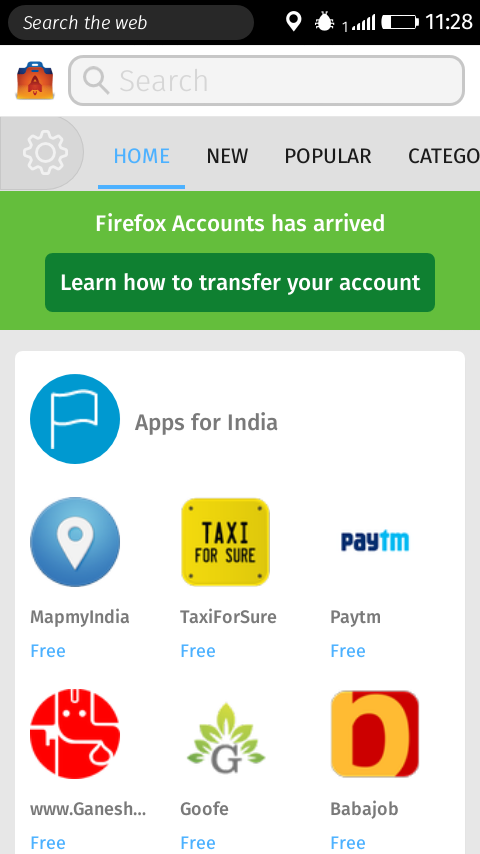 Search the web
1 11:28
Search
HOME NEW POPULAR CATEGO
Firefox Accounts has arrived
Learn how to transfer your account
Apps for India
TAXI
FOR SURE
paytm
MapmyIndia TaxiForSure Paytm
Free Free Free
G
b
www.Ganesh... Goofe Babajob
Free Free Free